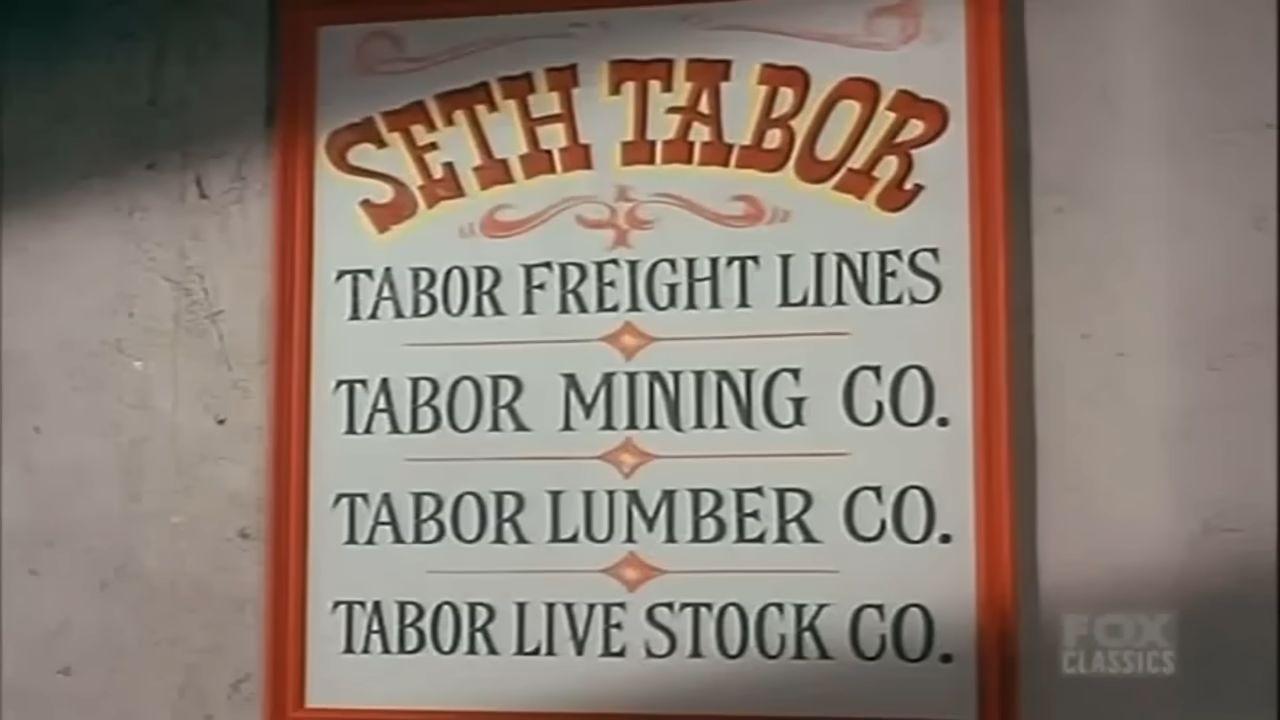 SETH TABOR
TABOR FREIGHT LINES
TABOR MINING CO.
TABOR LUMBER CO.
TABOR LIVE STOCK CO.
FOX
CLASSICS